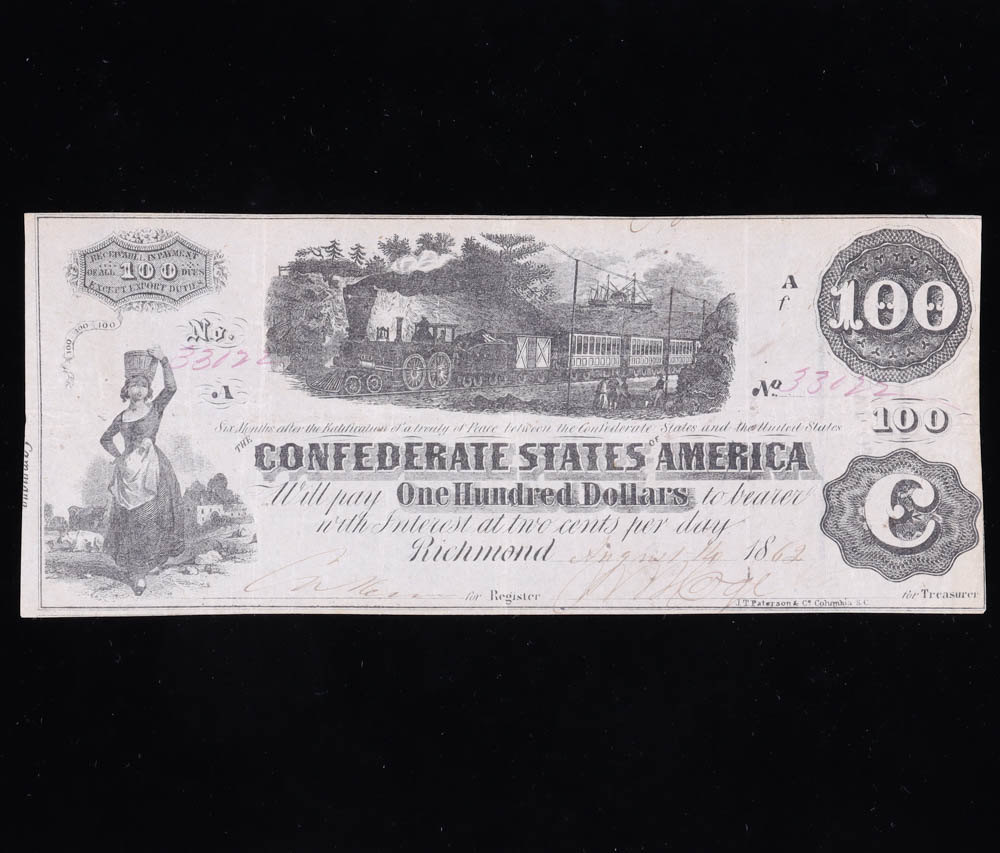 RECEIVABLE IN PAYMENT
OF ALL 100 DUES
EXCEPT EXPORT DUTIES
100 100 100
No.
33122
A
A
f
100
No 33122
100
Six Months after the Ratification of a treaty of Peace between the Confederate States and the United States
THE CONFEDERATE STATES OF AMERICA
Will pay One Hundred Dollars to bearer
with Interest at two cents per day
Richmond August 14 1862
C
for Register
for Treasurer
J.T. Paterson & Co Columbia S.C.